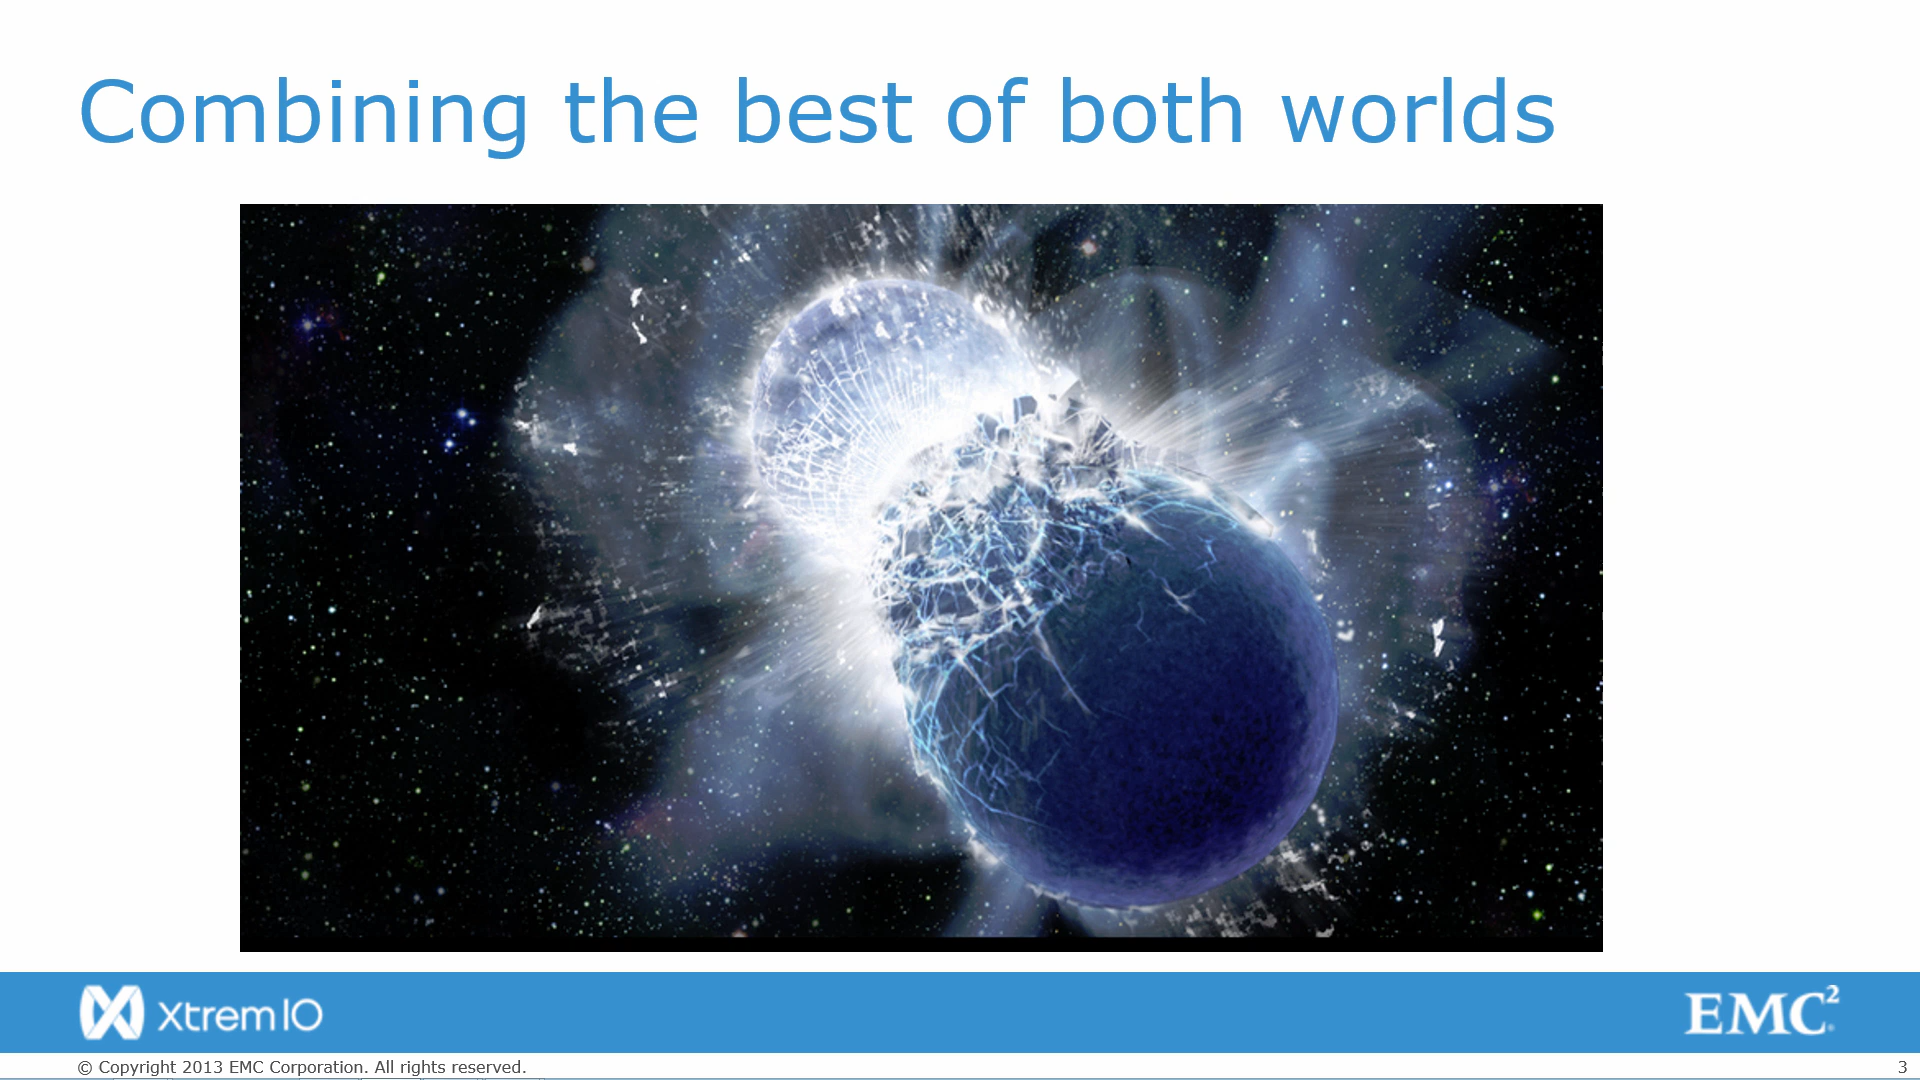 Combining the best of both worlds
XtremIO
EMC²
© Copyright 2013 EMC Corporation. All rights reserved.
3